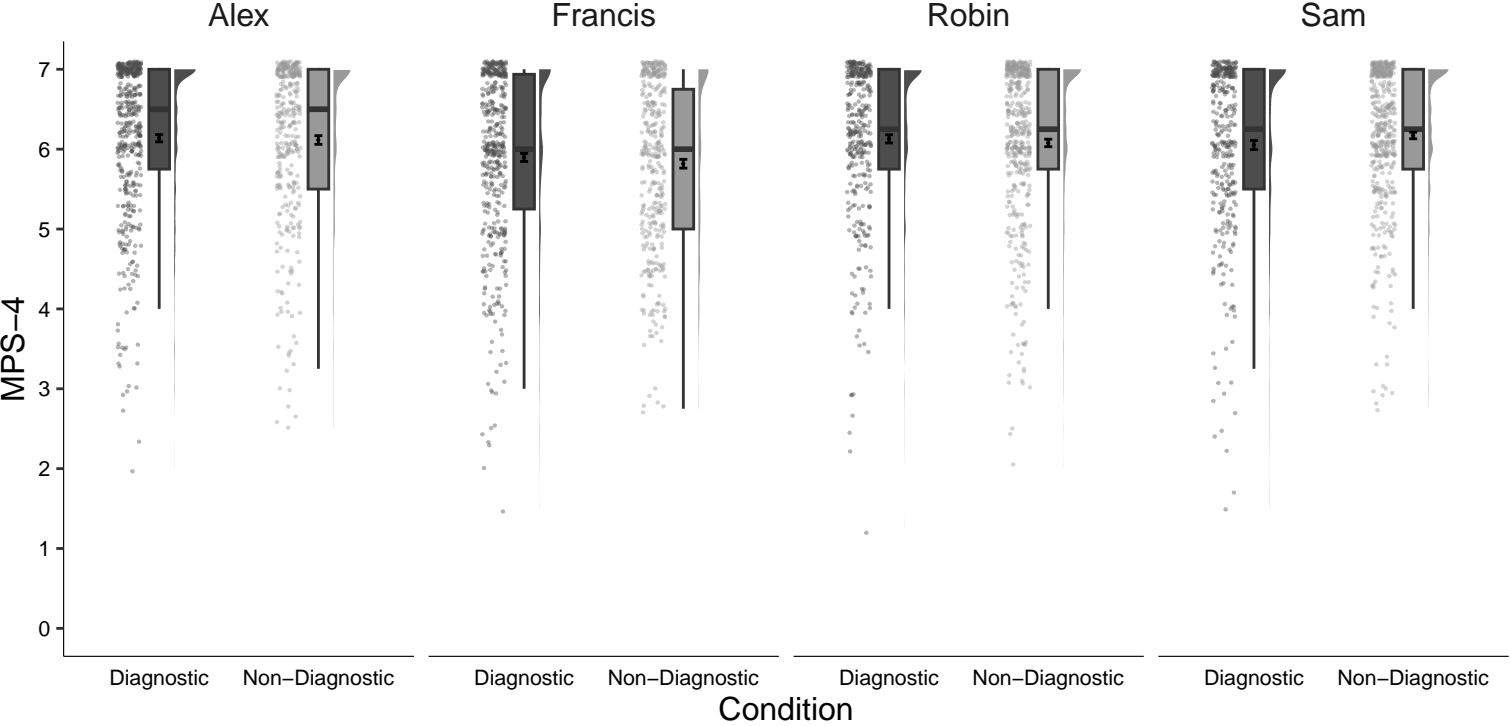 Alex Francis Robin Sam
7
6
5
4
3
2
1
0
MPS−4
Diagnostic Non−Diagnostic Diagnostic Non−Diagnostic Diagnostic Non−Diagnostic Diagnostic Non−Diagnostic
Condition